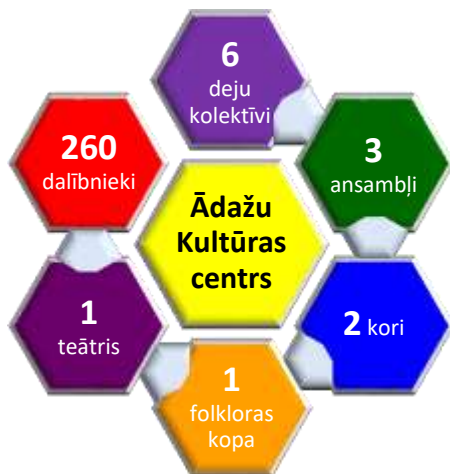 6
deju
kolektīvi
260
dalībnieki
3
ansambļi
Ādažu
Kultūras
centrs
1
teātris
2 kori
1
folkloras
kopa